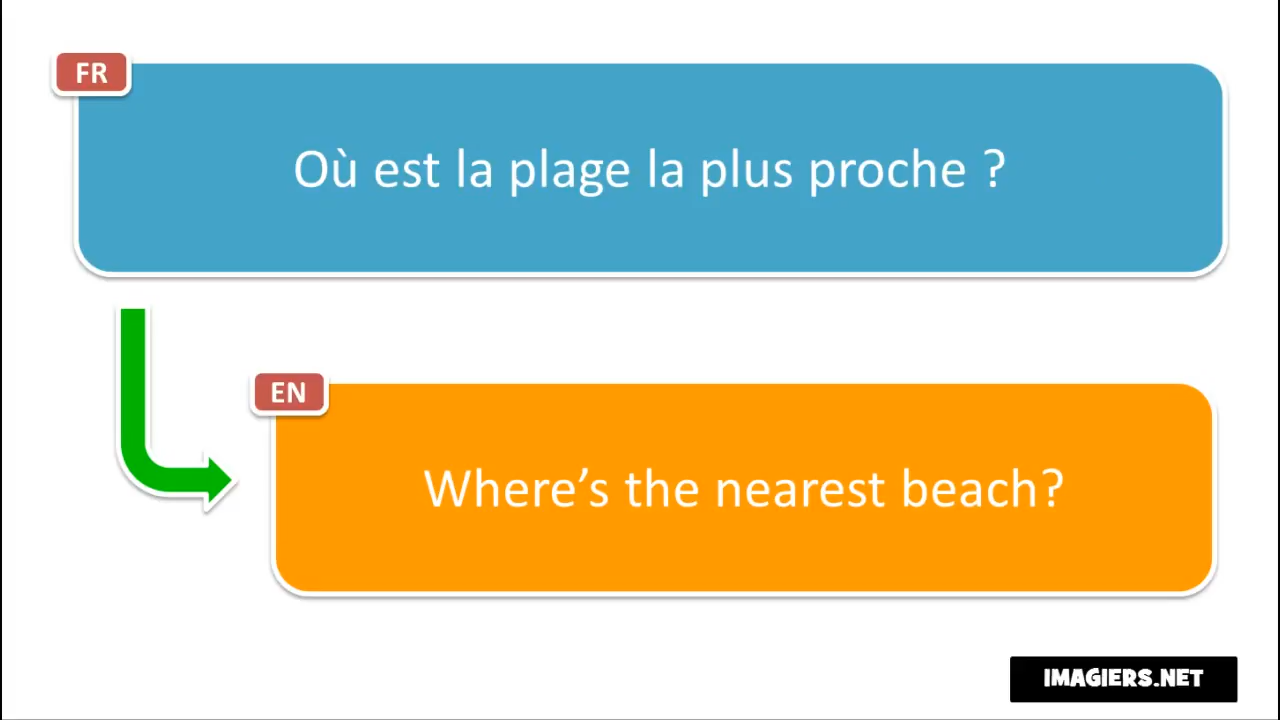 FR
Où est la plage la plus proche ?
EN
Where’s the nearest beach?
IMAGIERS.NET